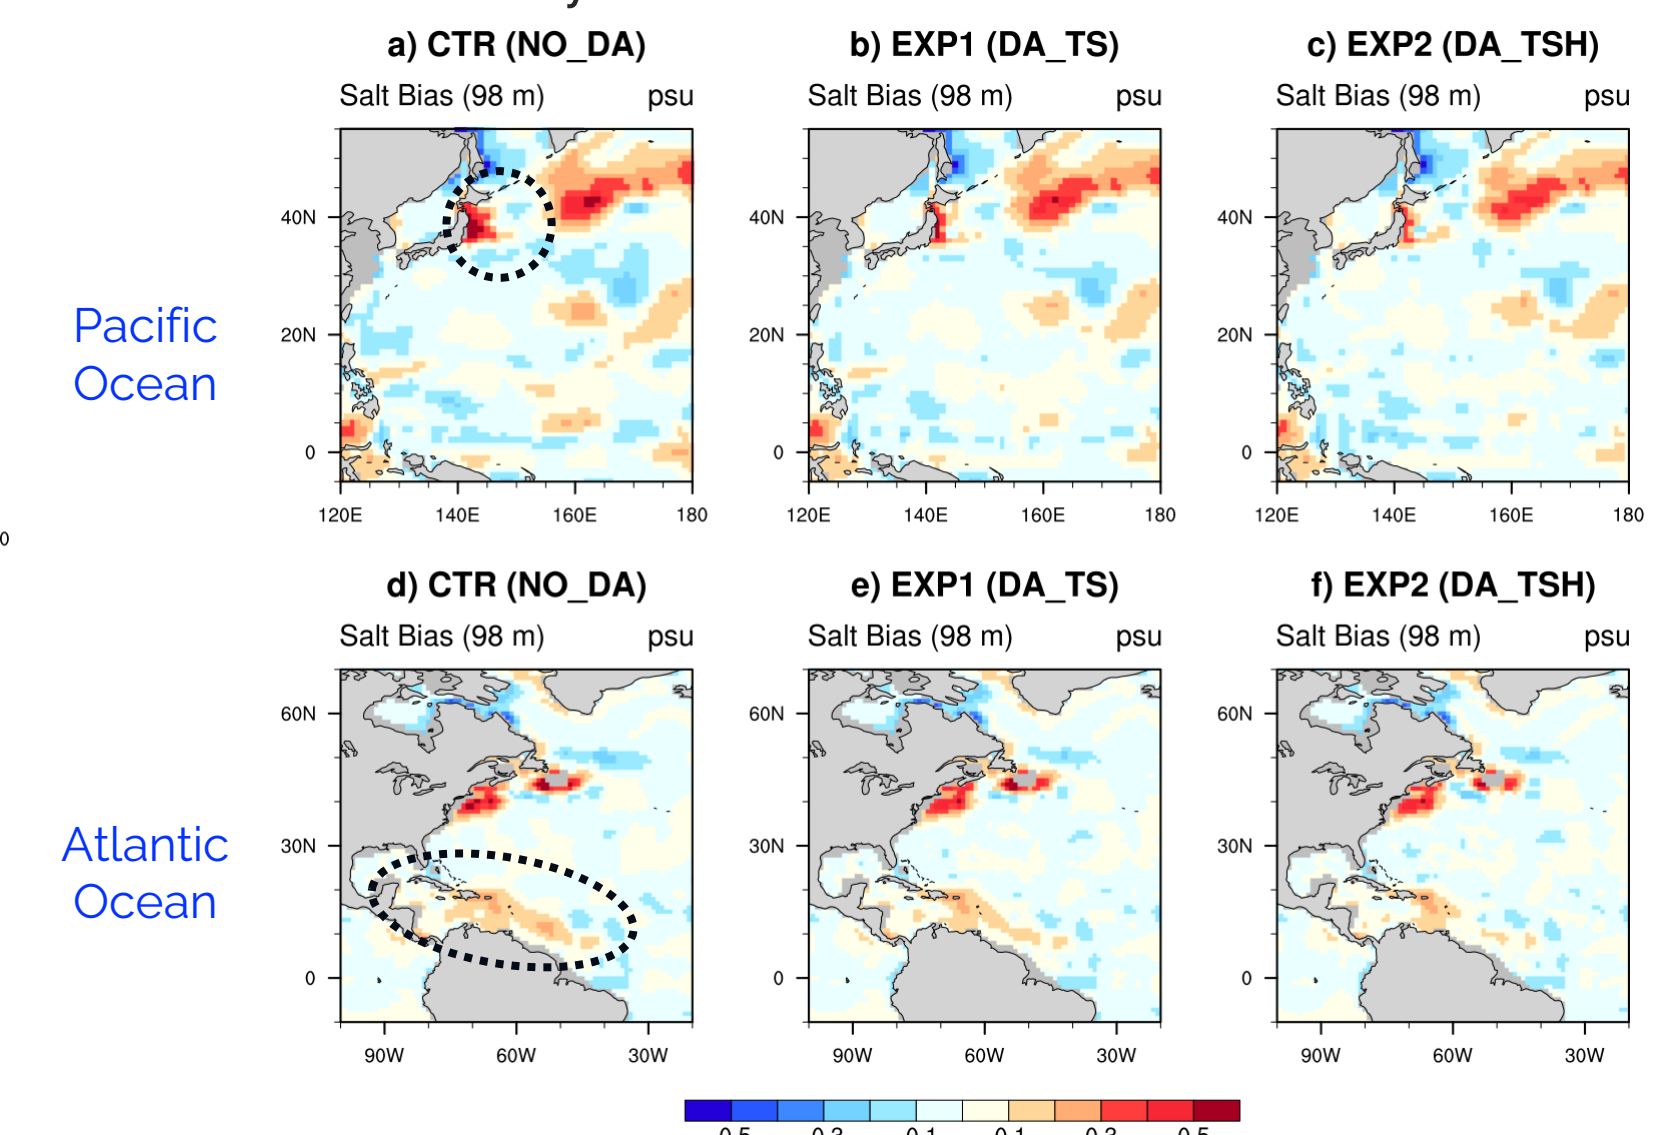 a) CTR (NO_DA)
b) EXP1 (DA_TS)
c) EXP2 (DA_TSH)
Salt Bias (98 m) psu
Salt Bias (98 m) psu
Salt Bias (98 m) psu
Pacific
Ocean
40N
20N
0
120E 140E 160E 180
40N
20N
0
120E 140E 160E 180
40N
20N
0
120E 140E 160E 180
0
d) CTR (NO_DA)
e) EXP1 (DA_TS)
f) EXP2 (DA_TSH)
Salt Bias (98 m) psu
Salt Bias (98 m) psu
Salt Bias (98 m) psu
Atlantic
Ocean
60N
30N
0
90W 60W 30W
60N
30N
0
90W 60W 30W
60N
30N
0
90W 60W 30W